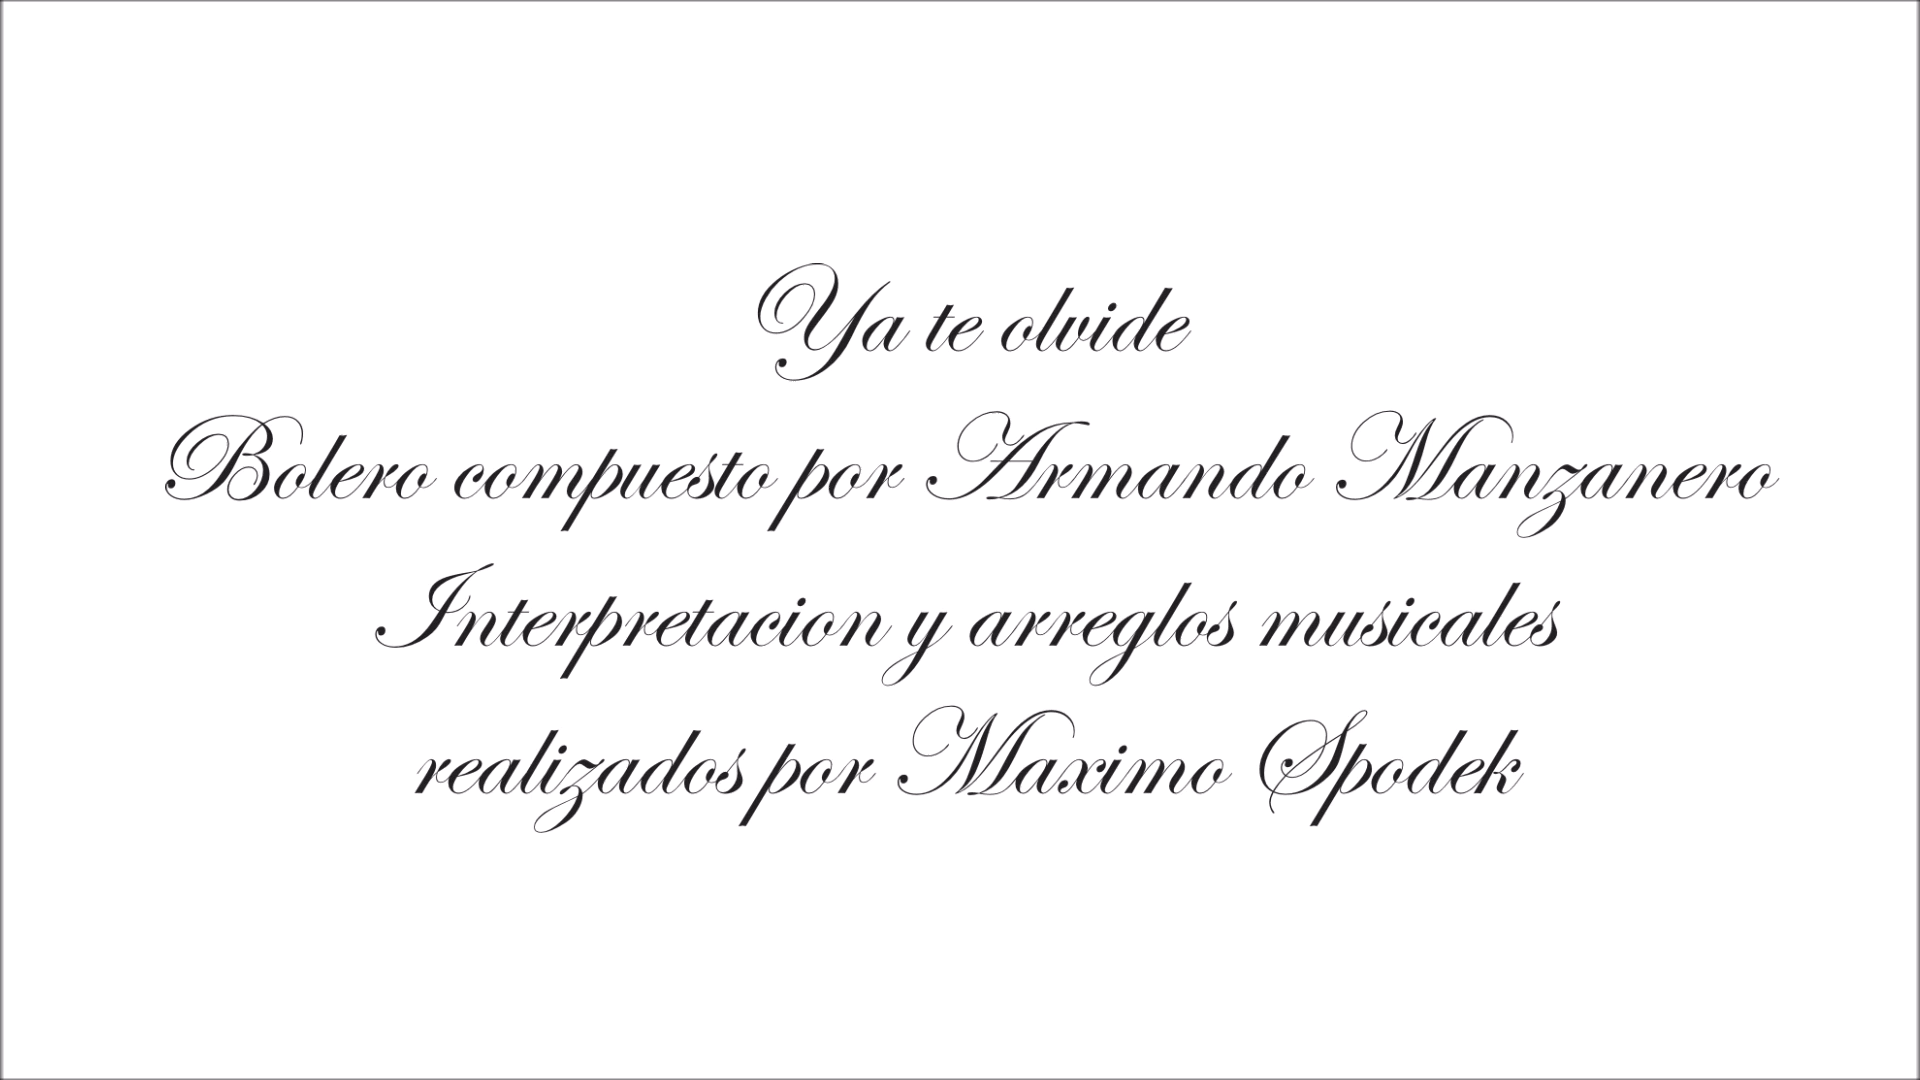 Ya te olvide
Bolero compuesto por Armando Manzanero
Interpretacion y arreglos musicales
realizados por Maximo Spodek